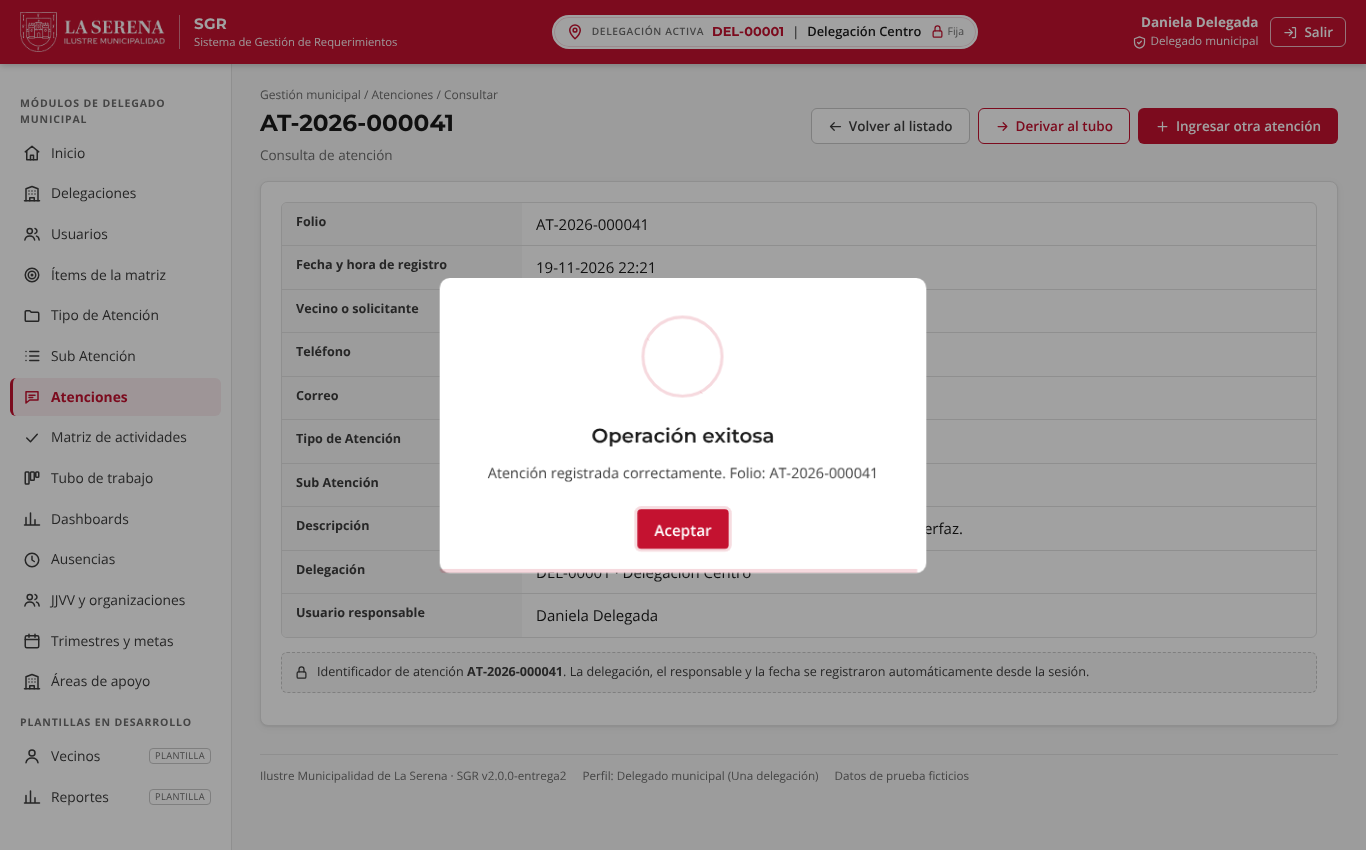 LA SERENA
ILUSTRE MUNICIPALIDAD
SGR
Sistema de Gestión de Requerimientos
DELEGACIÓN ACTIVA DEL-00001 | Delegación Centro Fija
Daniela Delegada
Delegado municipal
Salir
MÓDULOS DE DELEGADO
MUNICIPAL
Inicio
Delegaciones
Usuarios
Ítems de la matriz
Tipo de Atención
Sub Atención
Atenciones
Matriz de actividades
Tubo de trabajo
Dashboards
Ausencias
JJVV y organizaciones
Trimestres y metas
Áreas de apoyo
PLANTILLAS EN DESARROLLO
Vecinos PLANTILLA
Reportes PLANTILLA
Gestión municipal / Atenciones / Consultar
AT-2026-000041
Consulta de atención
Volver al listado
Derivar al tubo
Ingresar otra atención
Folio AT-2026-000041
Fecha y hora de registro 19-11-2026 22:21
Vecino o solicitante
Teléfono
Correo
Tipo de Atención
Sub Atención
Descripción erfaz.
Delegación DEL-00001 · Delegación Centro
Usuario responsable Daniela Delegada
Operación exitosa
Atención registrada correctamente. Folio: AT-2026-000041
Aceptar
Identificador de atención AT-2026-000041. La delegación, el responsable y la fecha se registraron automáticamente desde la sesión.
Ilustre Municipalidad de La Serena · SGR v2.0.0-entrega2 Perfil: Delegado municipal (Una delegación) Datos de prueba ficticios